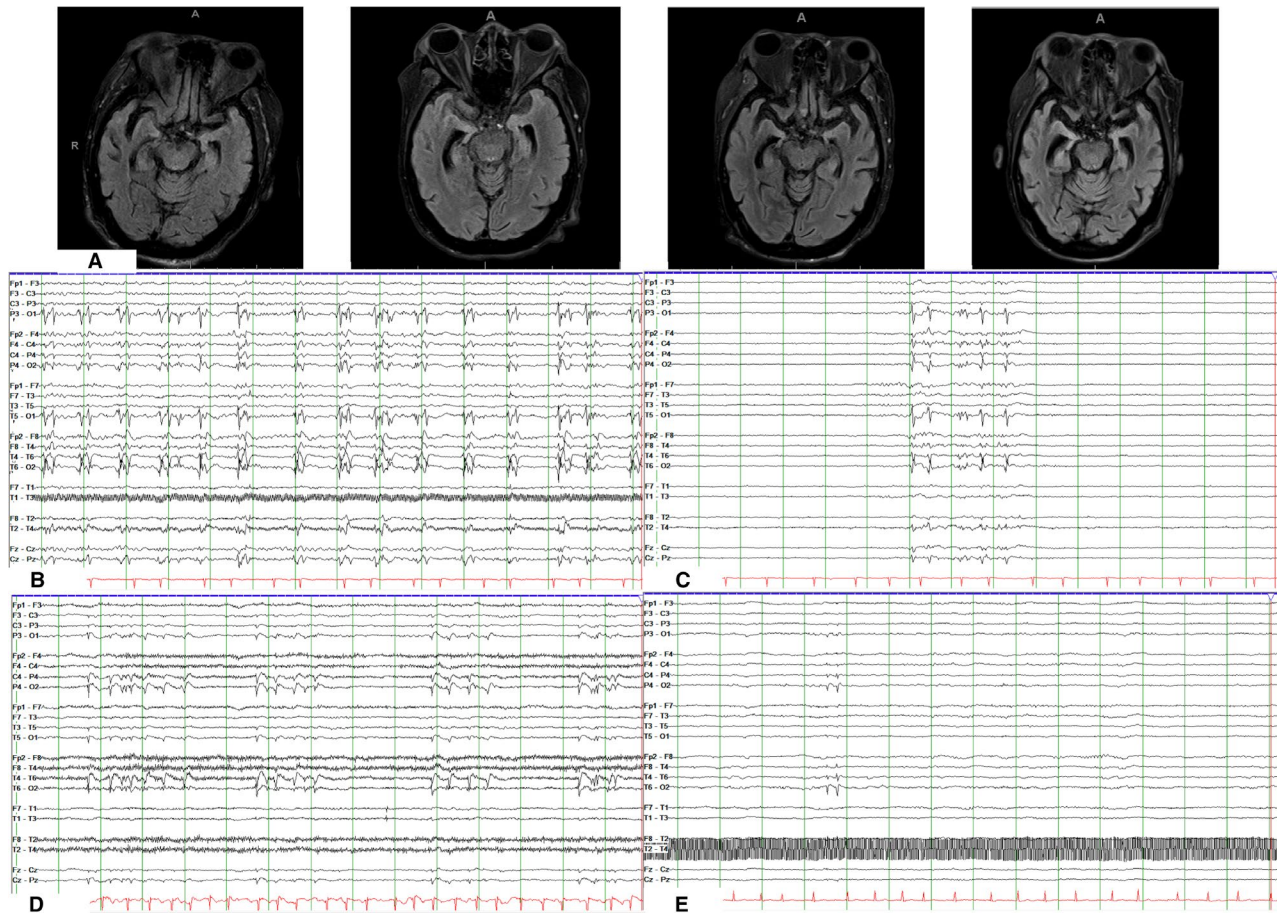 A
A
A
A
R
A
Fp1 - F3
F3 - C3
C3 - P3
P3 - O1
Fp2 - F4
F4 - C4
C4 - P4
P4 - O2
Fp1 - F7
F7 - T3
T3 - T5
T5 - O1
Fp2 - F8
F8 - T4
T4 - T6
T6 - O2
F7 - T1
T1 - T3
F8 - T2
T2 - T4
Fz - Cz
Cz - Pz
B
Fp1 - F3
F3 - C3
C3 - P3
P3 - O1
Fp2 - F4
F4 - C4
C4 - P4
P4 - O2
Fp1 - F7
F7 - T3
T3 - T5
T5 - O1
Fp2 - F8
F8 - T4
T4 - T6
T6 - O2
F7 - T1
T1 - T3
F8 - T2
T2 - T4
Fz - Cz
Cz - Pz
C
Fp1 - F3
F3 - C3
C3 - P3
P3 - O1
Fp2 - F4
F4 - C4
C4 - P4
P4 - O2
Fp1 - F7
F7 - T3
T3 - T5
T5 - O1
Fp2 - F8
F8 - T4
T4 - T6
T6 - O2
F7 - T1
T1 - T3
F8 - T2
T2 - T4
Fz - Cz
Cz - Pz
D
Fp1 - F3
F3 - C3
C3 - P3
P3 - O1
Fp2 - F4
F4 - C4
C4 - P4
P4 - O2
Fp1 - F7
F7 - T3
T3 - T5
T5 - O1
Fp2 - F8
F8 - T4
T4 - T6
T6 - O2
F7 - T1
T1 - T3
F8 - T2
T2 - T4
Fz - Cz
Cz - Pz
E